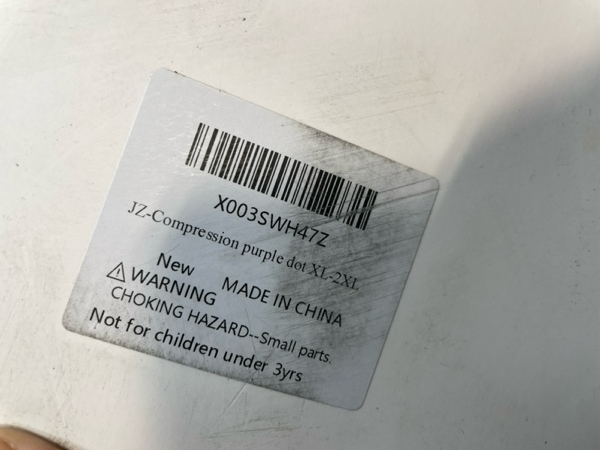 X003SWH47Z
JZ-Compression purple dot XL-2XL
New
⚠ WARNING MADE IN CHINA
CHOKING HAZARD--Small parts.
Not for children under 3yrs